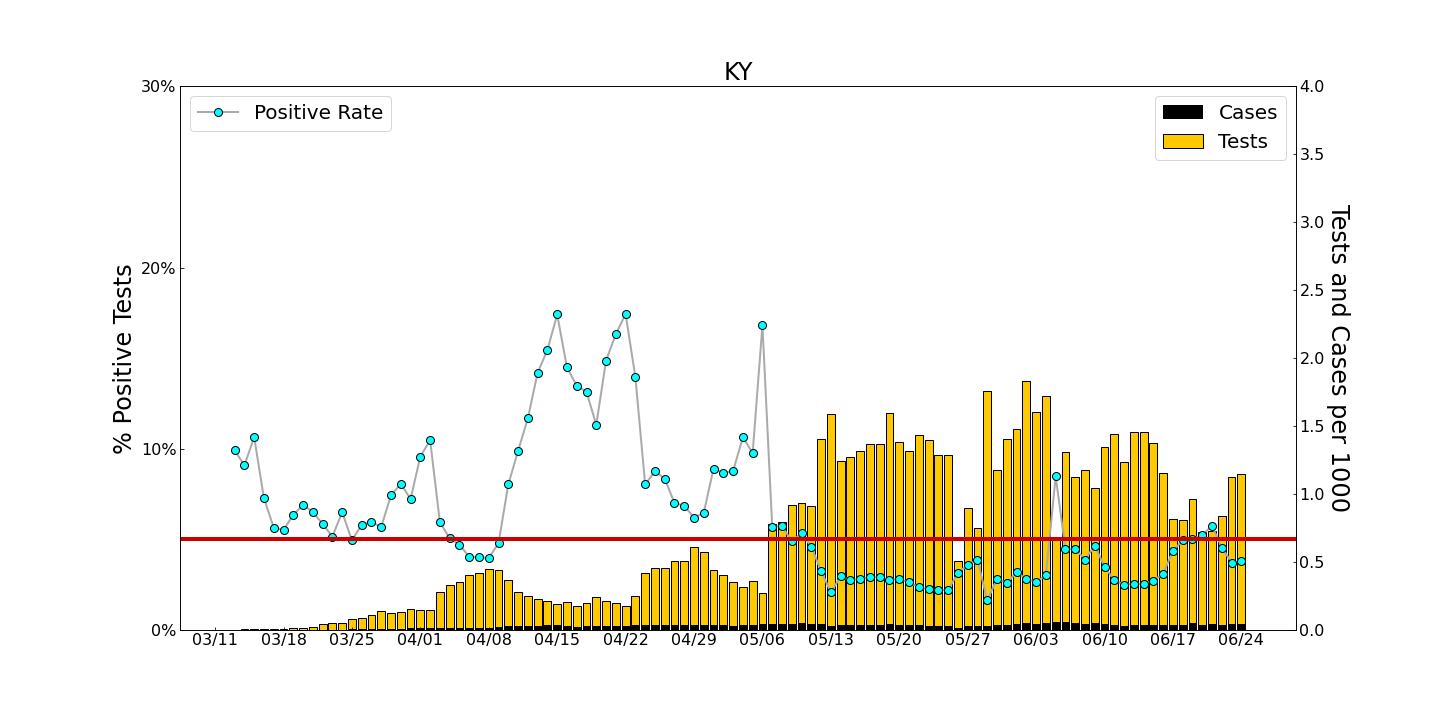 KY
30%
20%
10%
0%
% Positive Tests
Positive Rate
Cases
Tests
4.0
3.5
3.0
2.5
2.0
1.5
1.0
0.5
0.0
Tests and Cases per 1000
03/11 03/18 03/25 04/01 04/08 04/15 04/22 04/29 05/06 05/13 05/20 05/27 06/03 06/10 06/17 06/24